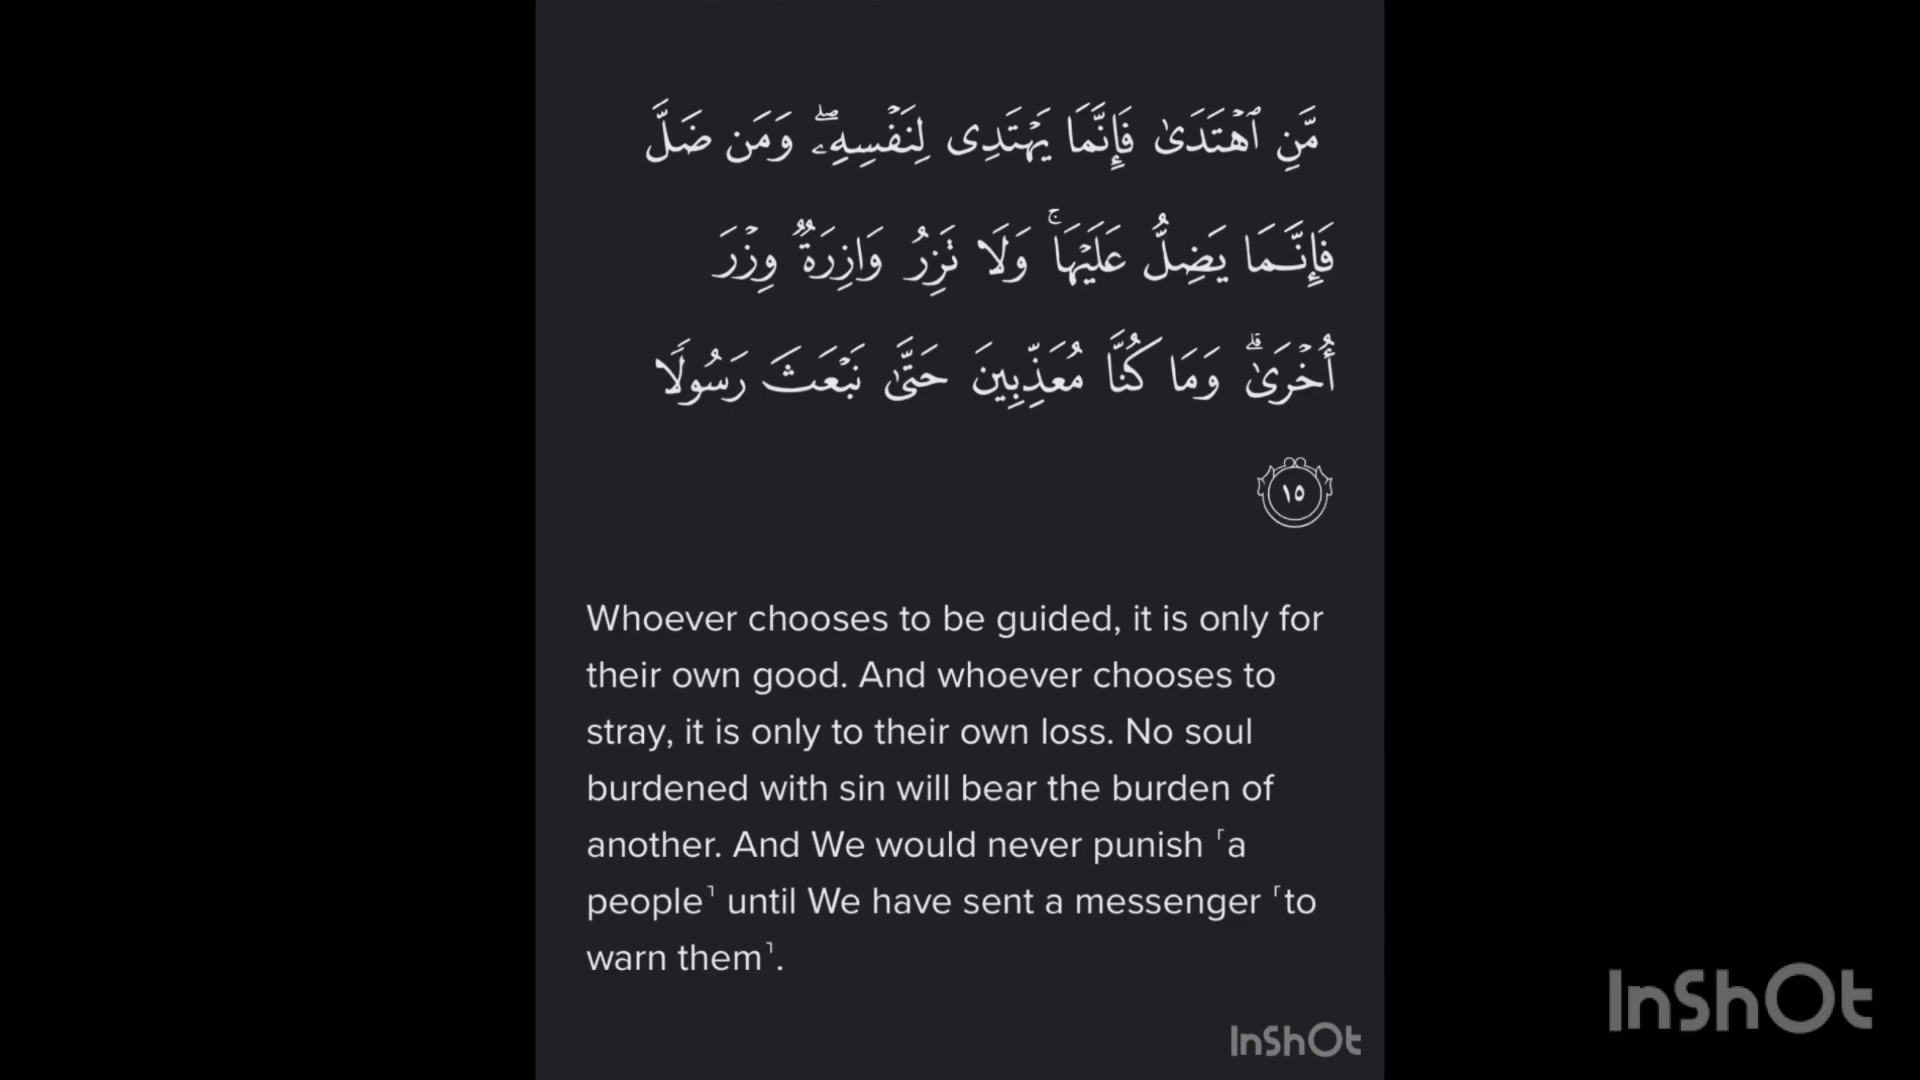 مَّنِ ٱهْتَدَىٰ فَإِنَّمَا يَهْتَدِى لِنَفْسِهِۦ ۖ وَمَن ضَلَّ
فَإِنَّمَا يَضِلُّ عَلَيْهَا ۚ وَلَا تَزِرُ وَازِرَةٌ وِزْرَ
أُخْرَىٰ ۗ وَمَا كُنَّا مُعَذِّبِينَ حَتَّىٰ نَبْعَثَ رَسُولًا
١٥
Whoever chooses to be guided, it is only for
their own good. And whoever chooses to
stray, it is only to their own loss. No soul
burdened with sin will bear the burden of
another. And We would never punish ˹a
people˺ until We have sent a messenger ˹to
warn them˺.
InShOt
InShOt